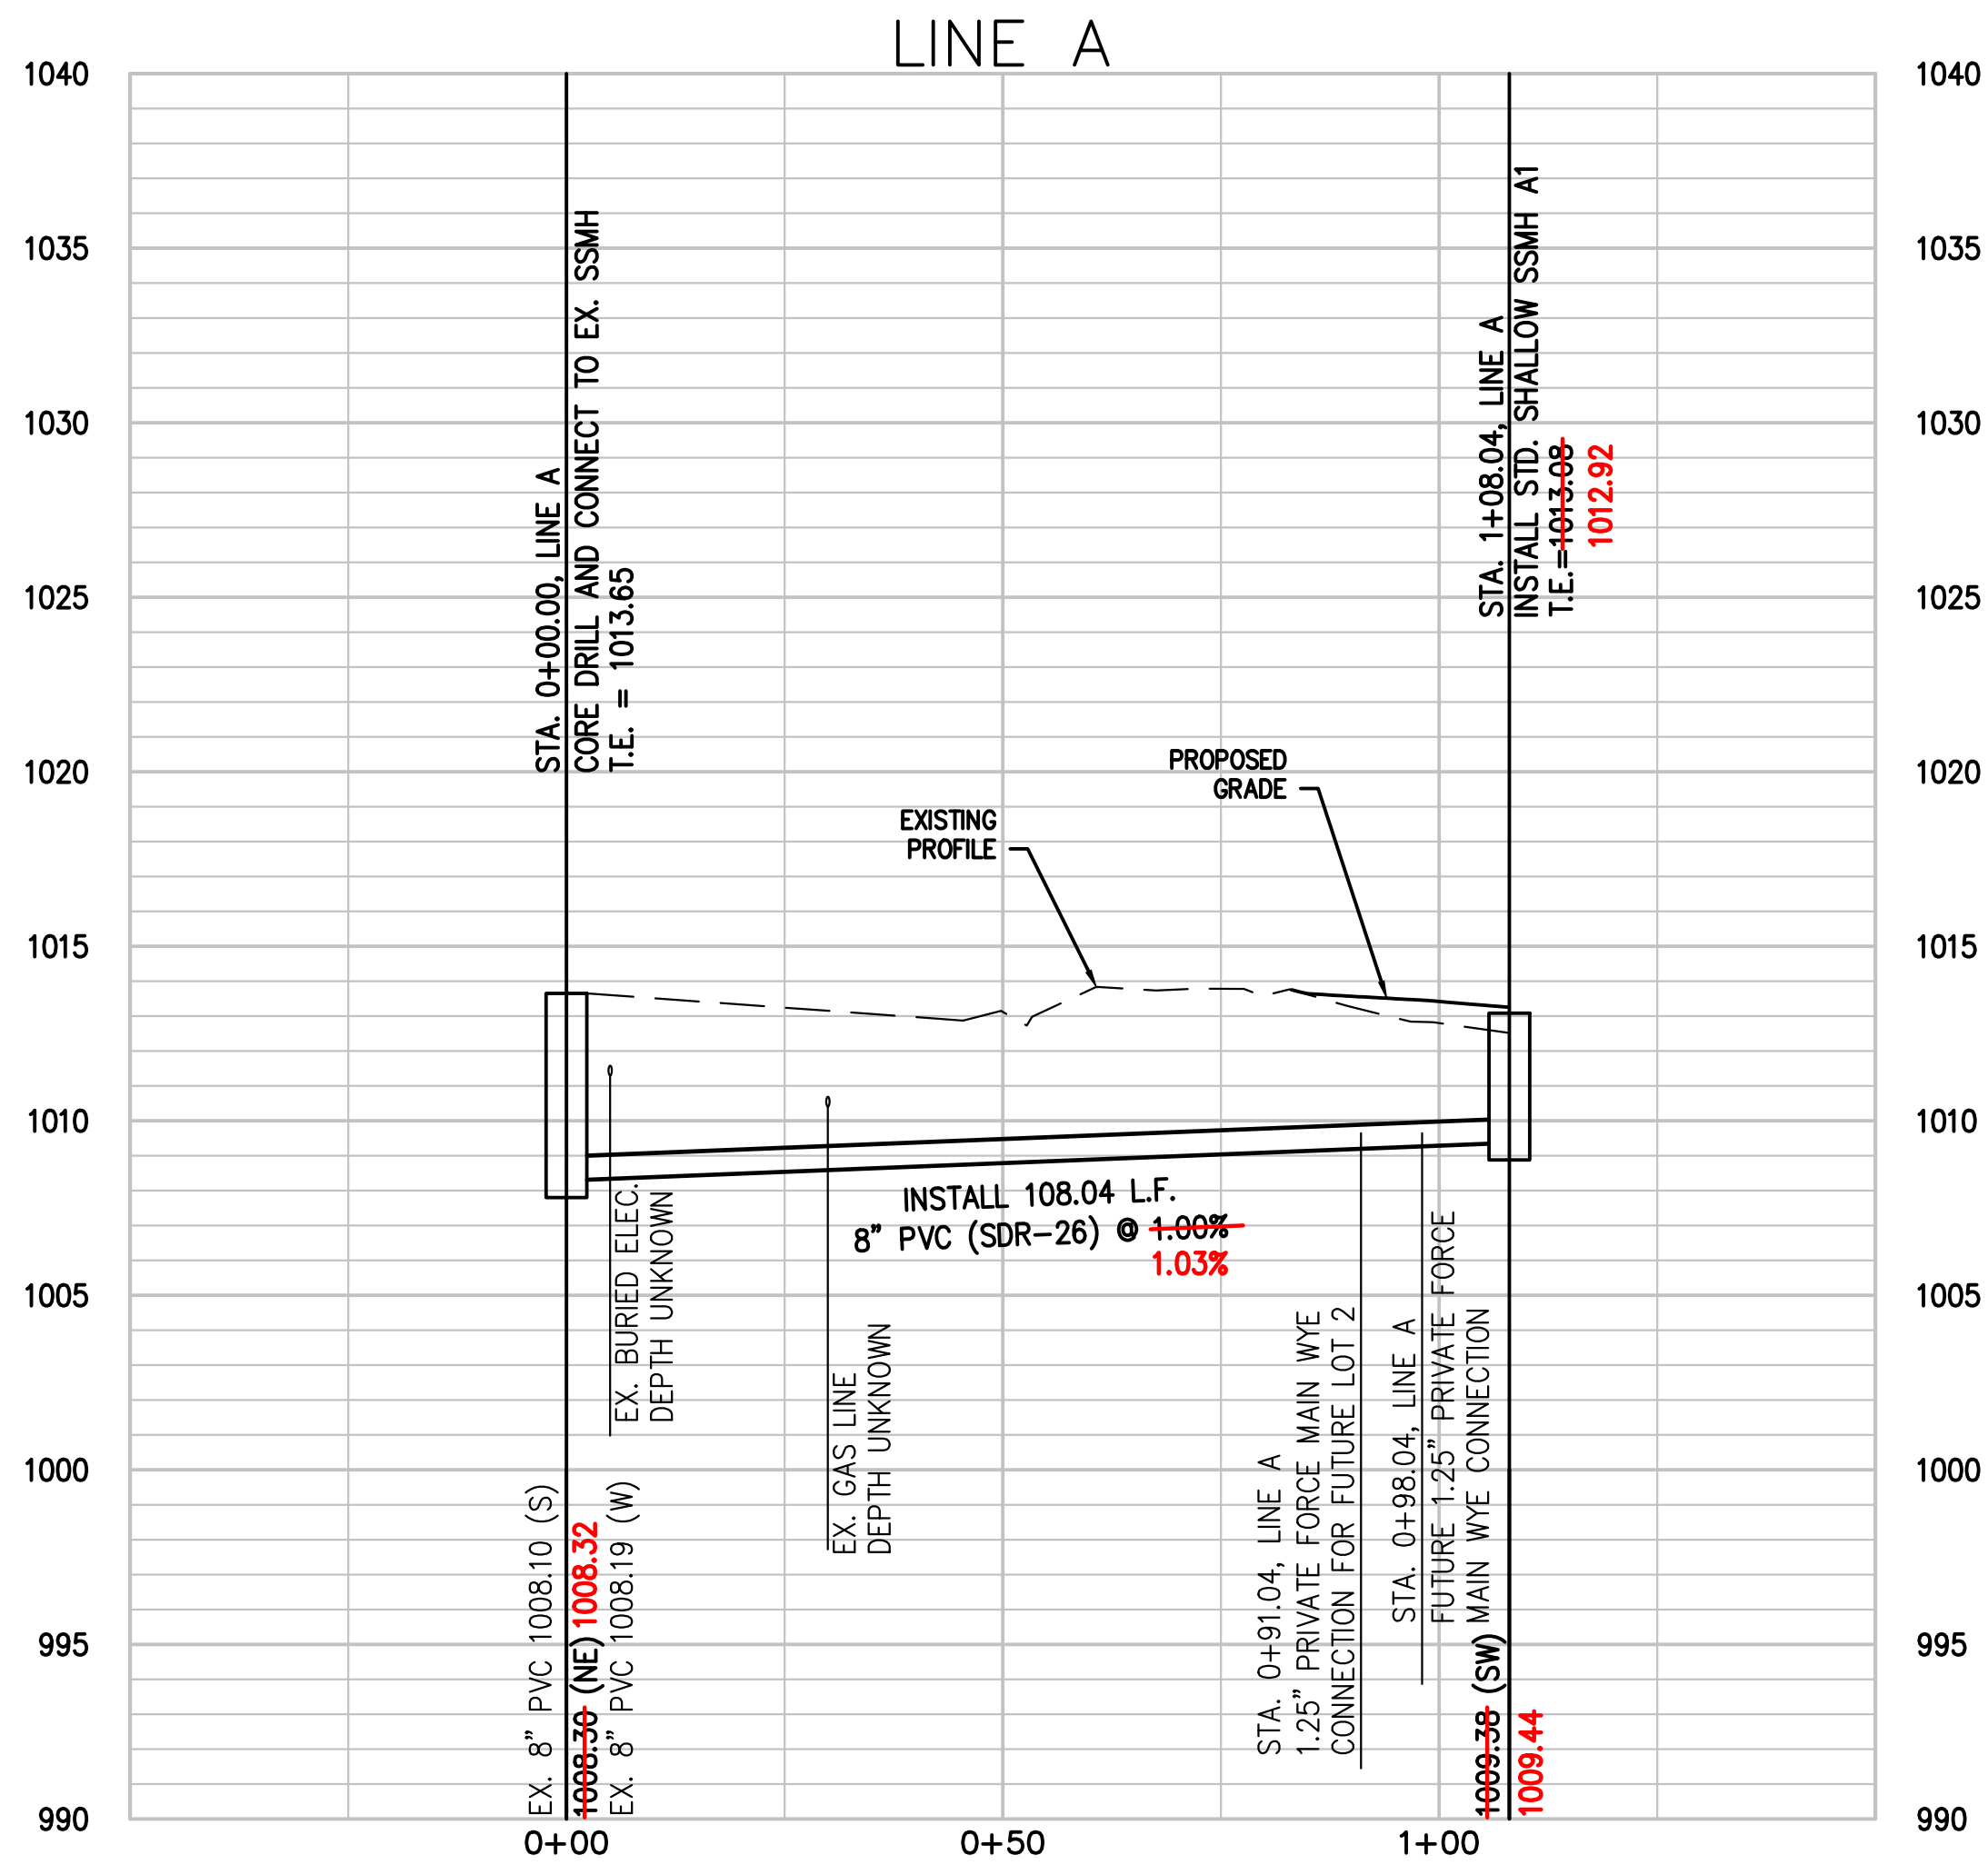 LINE A
1040
1035
1030
1025
1020
1015
1010
1005
1000
995
990
1040
1035
1030
1025
1020
1015
1010
1005
1000
995
990
STA. 0+00.00, LINE A
CORE DRILL AND CONNECT TO EX. SSMH
T.E. = 1013.65
STA. 1+08.04, LINE A
INSTALL STD. SHALLOW SSMH A1
T.E.=1013.08
1012.92
PROPOSED
GRADE
EXISTING
PROFILE
INSTALL 108.04 L.F.
8" PVC (SDR-26) @ 1.00%
1.03%
EX. BURIED ELEC.
DEPTH UNKNOWN
EX. GAS LINE
DEPTH UNKNOWN
STA. 0+91.04, LINE A
1.25" PRIVATE FORCE MAIN WYE
CONNECTION FOR FUTURE LOT 2
STA. 0+98.04, LINE A
FUTURE 1.25" PRIVATE FORCE
MAIN WYE CONNECTION
EX. 8" PVC 1008.10 (S)
1008.30 (NE) 1008.32
EX. 8" PVC 1008.19 (W)
1009.38 (SW)
1009.44
0+00
0+50
1+00